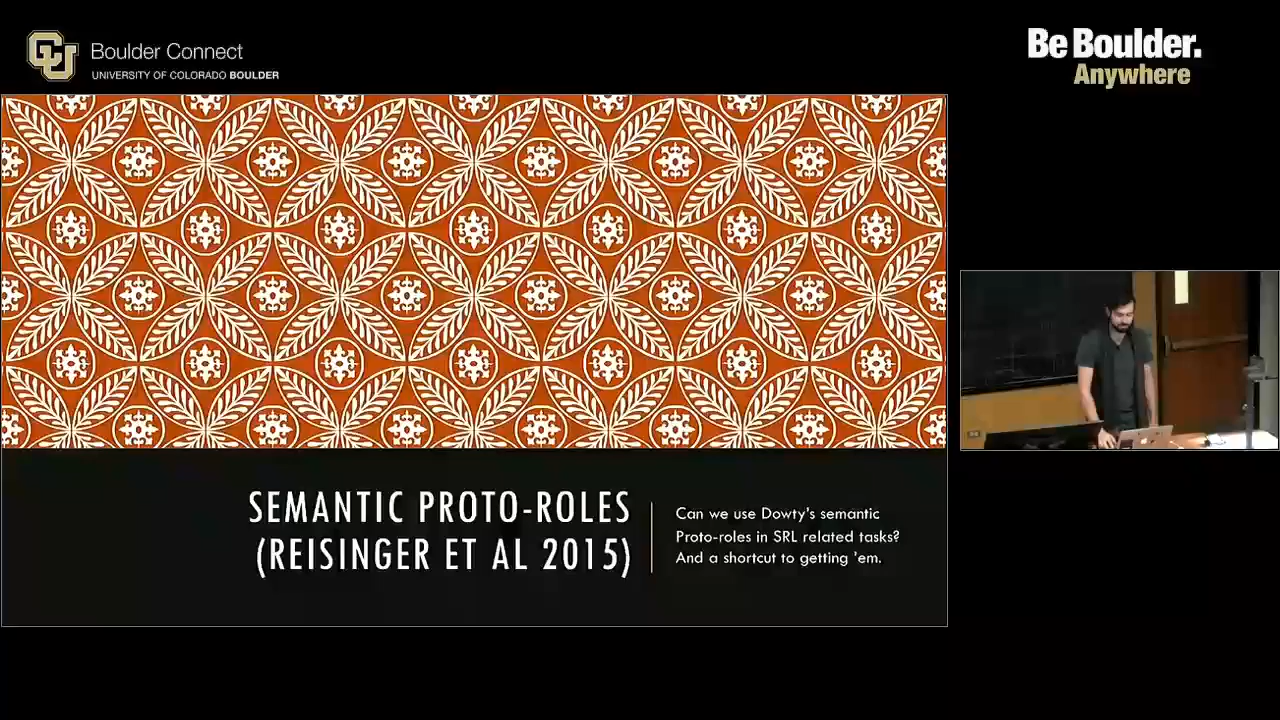 CU
Boulder Connect
UNIVERSITY OF COLORADO BOULDER
Be Boulder.
Anywhere
SEMANTIC PROTO-ROLES
(REISINGER ET AL 2015)
Can we use Dowty's semantic
Proto-roles in SRL related tasks?
And a shortcut to getting 'em.